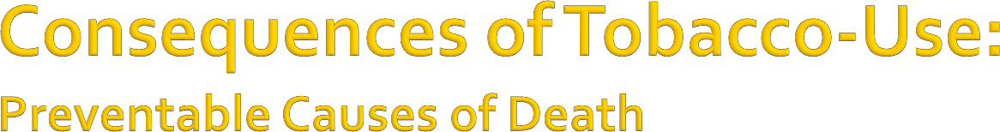 Consequences of Tobacco-Use:
Preventable Causes of Death